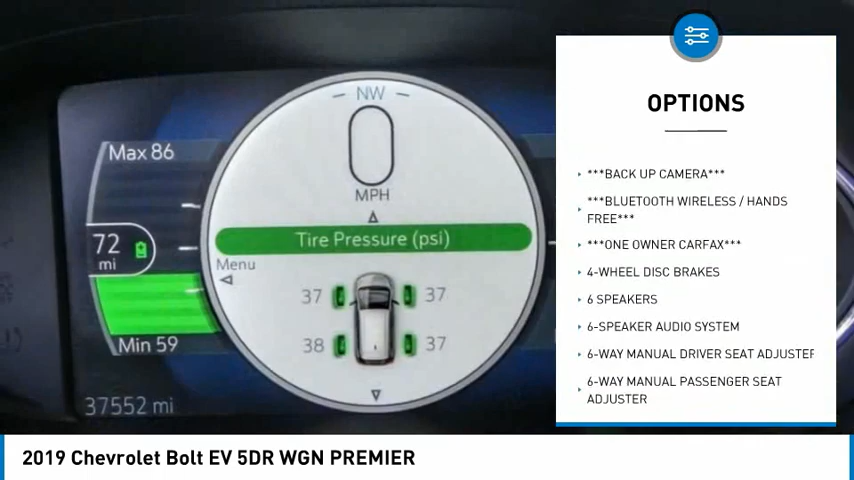 NW
0
MPH
Max 86
72
mi
Min 59
37552 mi
Tire Pressure (psi)
Menu
37 37
38 37
OPTIONS
***BACK UP CAMERA***
***BLUETOOTH WIRELESS / HANDS
FREE***
***ONE OWNER CARFAX***
4-WHEEL DISC BRAKES
6 SPEAKERS
6-SPEAKER AUDIO SYSTEM
6-WAY MANUAL DRIVER SEAT ADJUSTER
6-WAY MANUAL PASSENGER SEAT
ADJUSTER
2019 Chevrolet Bolt EV 5DR WGN PREMIER